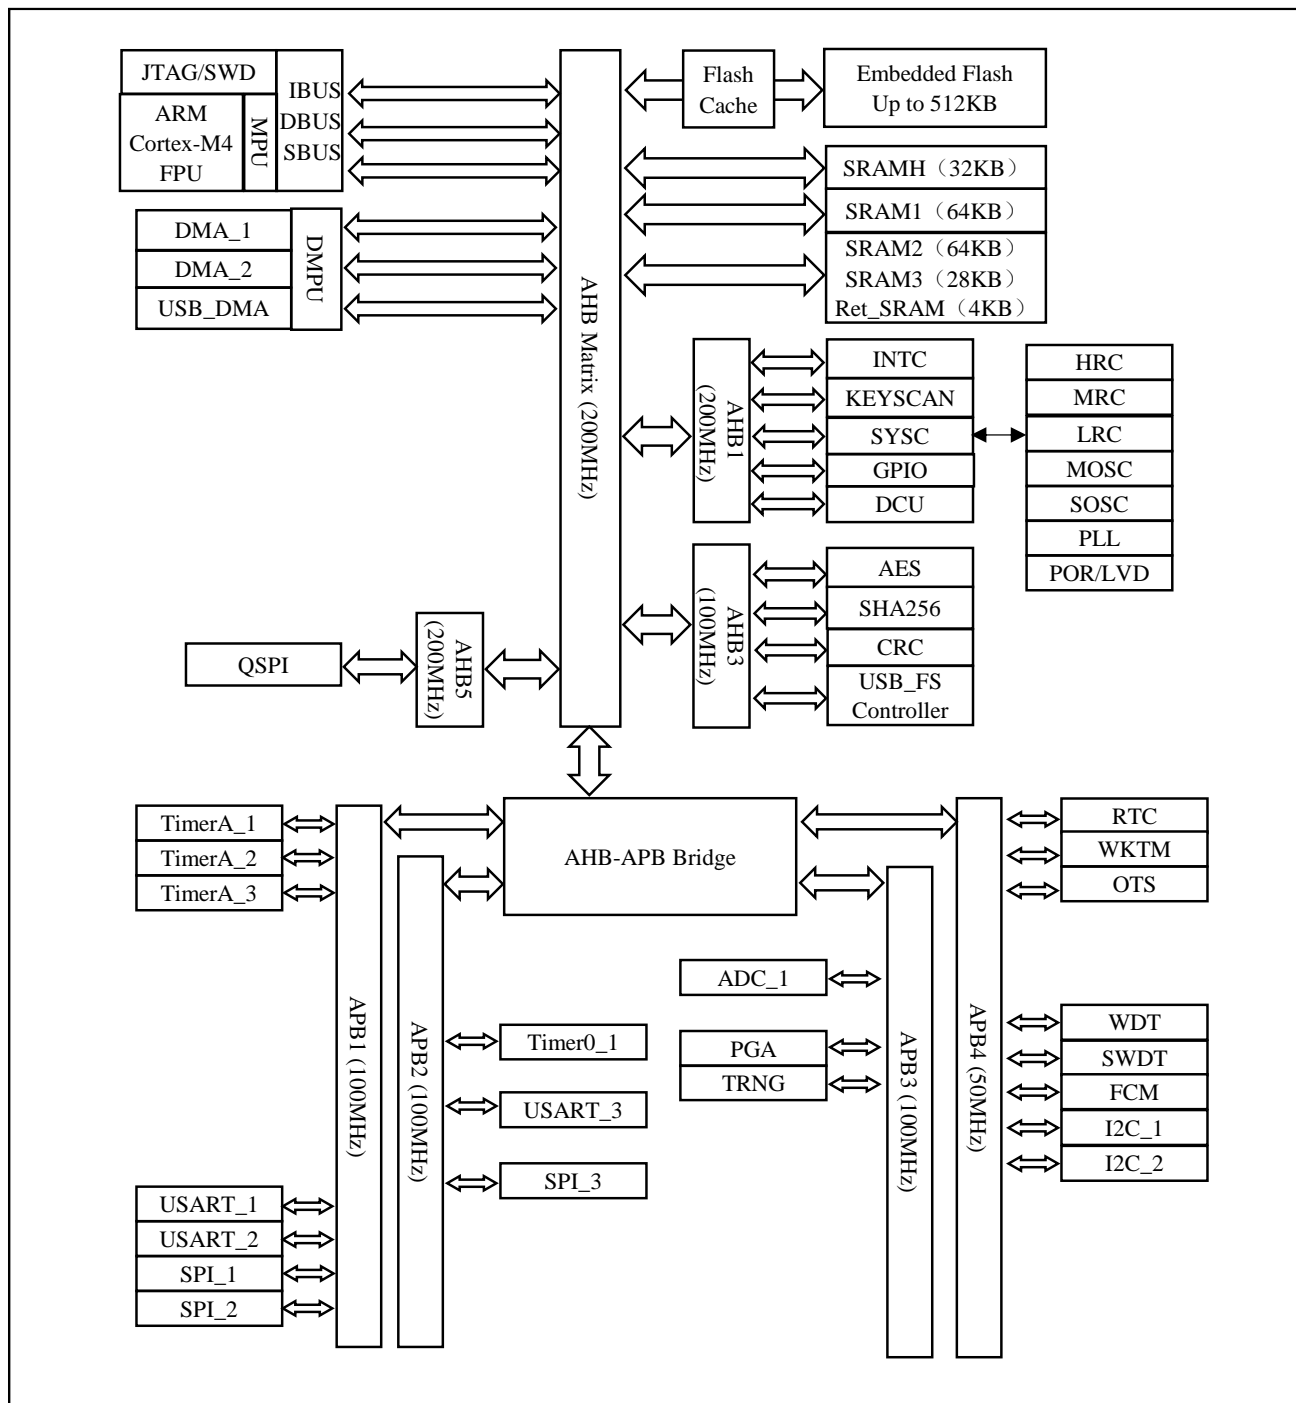 JTAG/SWD
ARM
Cortex-M4
FPU
MPU
IBUS
DBUS
SBUS
DMA_1
DMA_2
USB_DMA
DMPU
AHB Matrix (200MHz)
Flash
Cache
Embedded Flash
Up to 512KB
SRAMH（32KB）
SRAM1（64KB）
SRAM2（64KB）
SRAM3（28KB）
Ret_SRAM（4KB）
AHB1
(200MHz)
INTC
KEYSCAN
SYSC
GPIO
DCU
HRC
MRC
LRC
MOSC
SOSC
PLL
POR/LVD
AHB3
(100MHz)
AES
SHA256
CRC
USB_FS
Controller
QSPI
AHB5
(200MHz)
AHB-APB Bridge
TimerA_1
TimerA_2
TimerA_3
USART_1
USART_2
SPI_1
SPI_2
APB1 (100MHz)
APB2 (100MHz)
Timer0_1
USART_3
SPI_3
ADC_1
PGA
TRNG
APB3 (100MHz)
APB4 (50MHz)
RTC
WKTM
OTS
WDT
SWDT
FCM
I2C_1
I2C_2